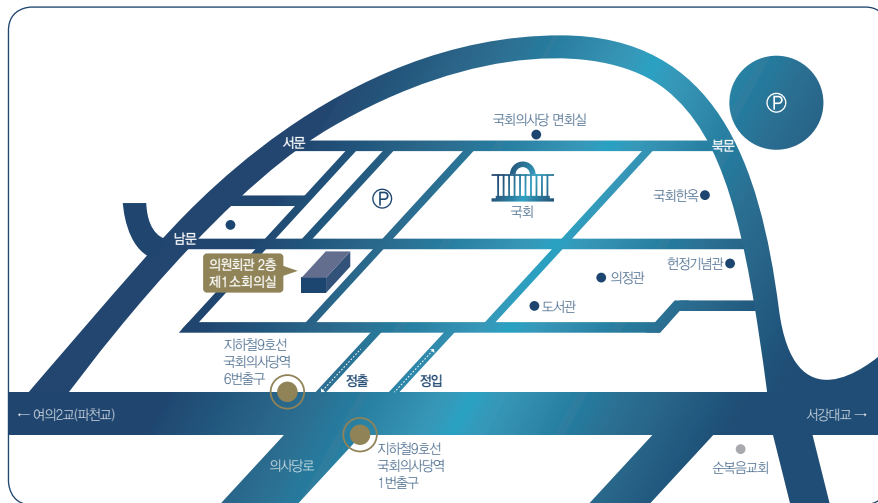 국회의사당 면회실
서문
북문
Ⓟ
Ⓟ
국회
국회한옥
남문
의원회관 2층
제1소회의실
헌정기념관
의정관
도서관
지하철9호선
국회의사당역
6번출구
정출
정입
← 여의2교(파천교)
서강대교 →
의사당로
지하철9호선
국회의사당역
1번출구
순복음교회